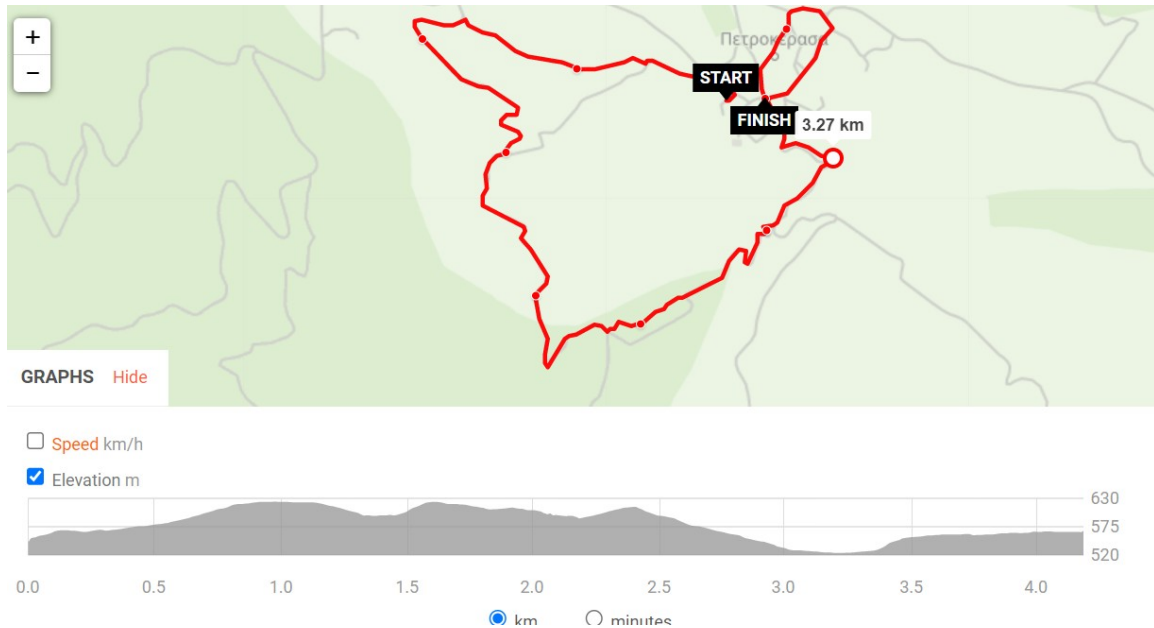 +
−
Πετροκέρασα
START
FINISH
3.27 km
GRAPHS Hide
Speed km/h
Elevation m
630
575
520
0.0 0.5 1.0 1.5 2.0 2.5 3.0 3.5 4.0
km minutes